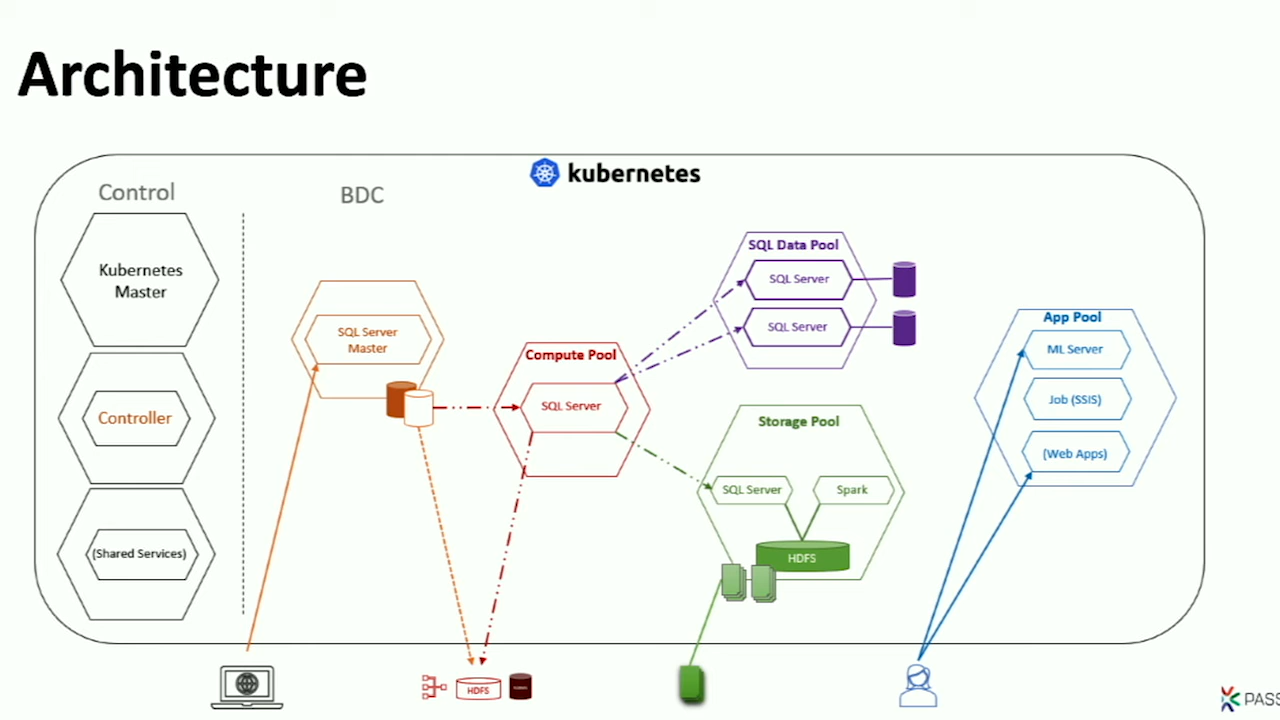 Architecture
kubernetes
Control
BDC
Kubernetes
Master
Controller
(Shared Services)
SQL Server
Master
Compute Pool
SQL Server
SQL Data Pool
SQL Server
SQL Server
Storage Pool
SQL Server
Spark
HDFS
App Pool
ML Server
Job (SSIS)
(Web Apps)
HDFS
PASS